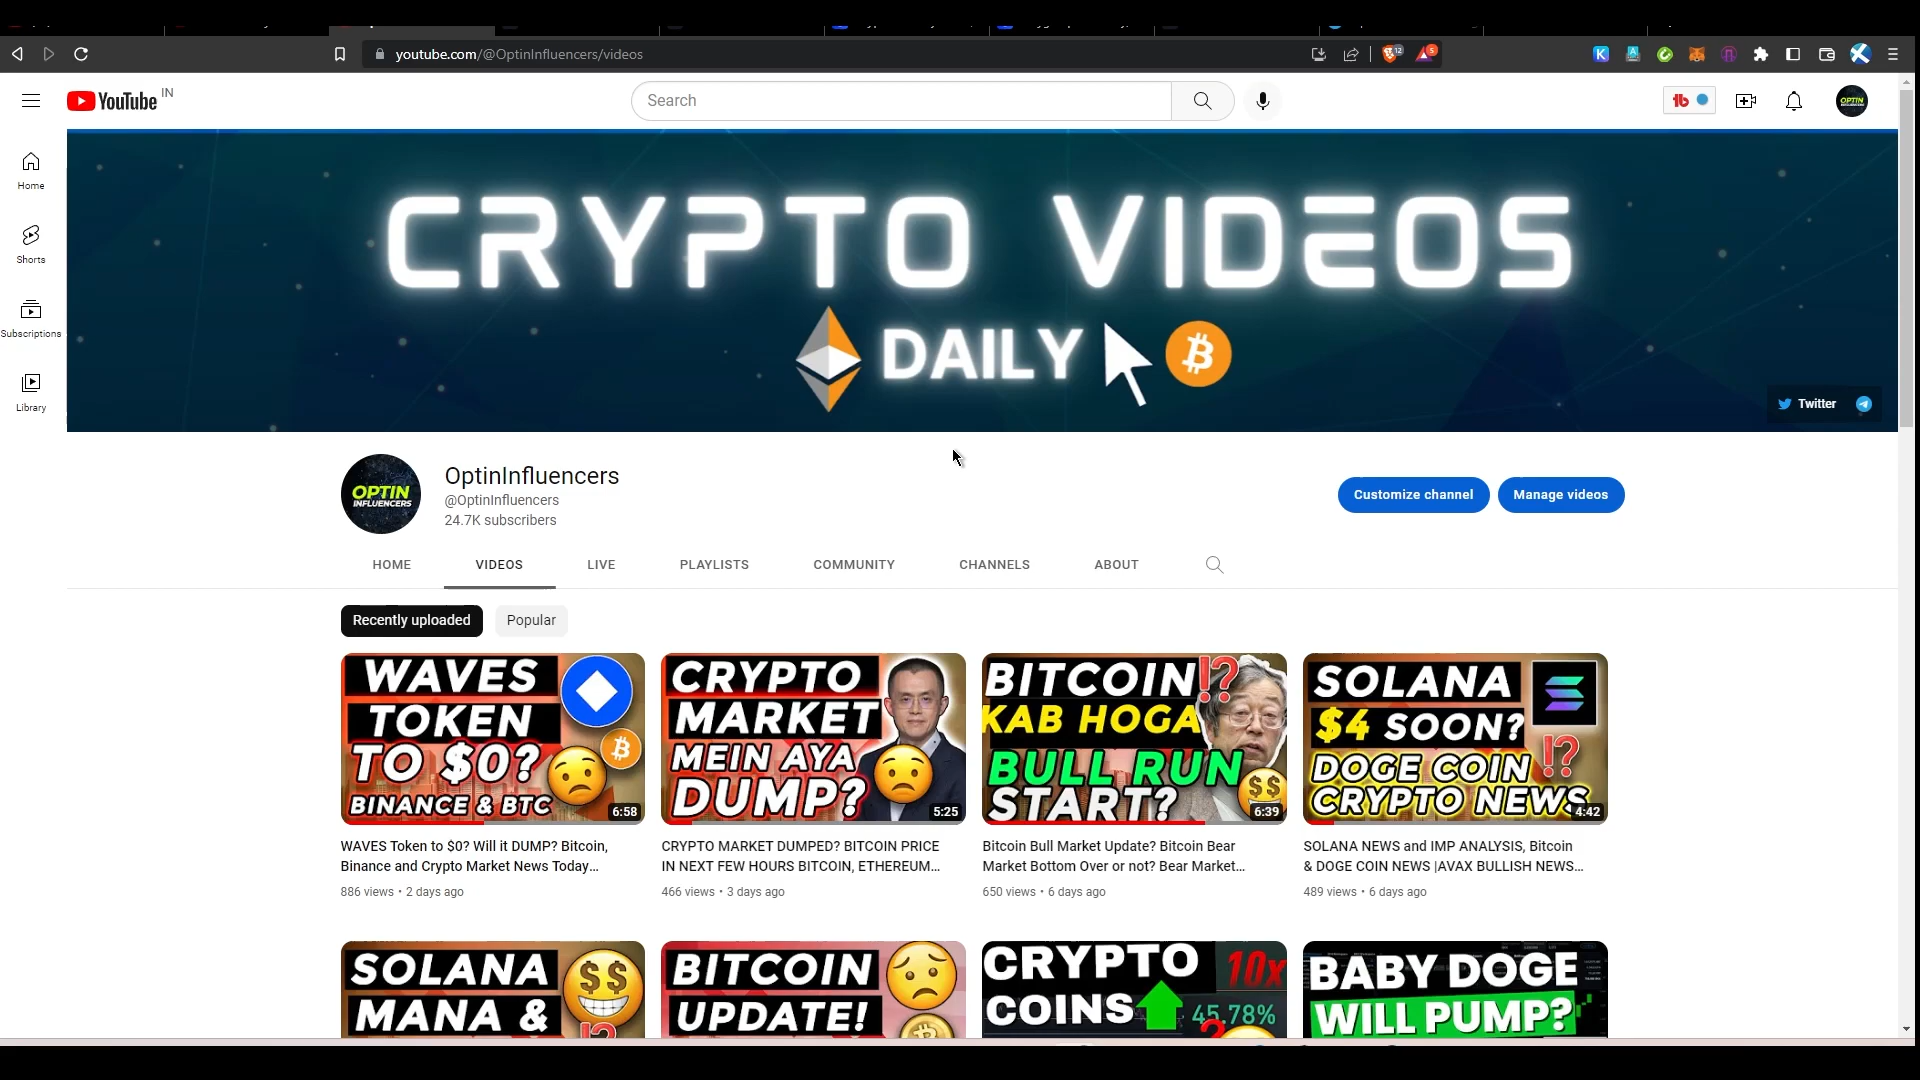 youtube.com/@OptinInfluencers/videos
12
5
YouTube IN
Search
OPTIN
INFLUENCERS
Home
Shorts
Subscriptions
Library
CRYPTO VIDEOS
DAILY
Twitter
OPTIN
INFLUENCERS
OptinInfluencers
@OptinInfluencers
24.7K subscribers
Customize channel
Manage videos
HOME
VIDEOS
LIVE
PLAYLISTS
COMMUNITY
CHANNELS
ABOUT
Recently uploaded
Popular
WAVES
TOKEN
TO $0?
BINANCE & BTC
6:58
CRYPTO
MARKET
MEIN AYA
DUMP?
5:25
BITCOIN⁉
KAB HOGA
BULL RUN
START?
6:39
SOLANA
$4 SOON?
DOGE COIN ⁉
CRYPTO NEWS
4:42
WAVES Token to $0? Will it DUMP? Bitcoin,
Binance and Crypto Market News Today...
886 views • 2 days ago
CRYPTO MARKET DUMPED? BITCOIN PRICE
IN NEXT FEW HOURS BITCOIN, ETHEREUM...
466 views • 3 days ago
Bitcoin Bull Market Update? Bitcoin Bear
Market Bottom Over or not? Bear Market...
650 views • 6 days ago
SOLANA NEWS and IMP ANALYSIS, Bitcoin
& DOGE COIN NEWS |AVAX BULLISH NEWS...
489 views • 6 days ago
SOLANA
MANA &
BITCOIN
UPDATE!
CRYPTO
COINS
10x
45.78%
BABY DOGE
WILL PUMP?